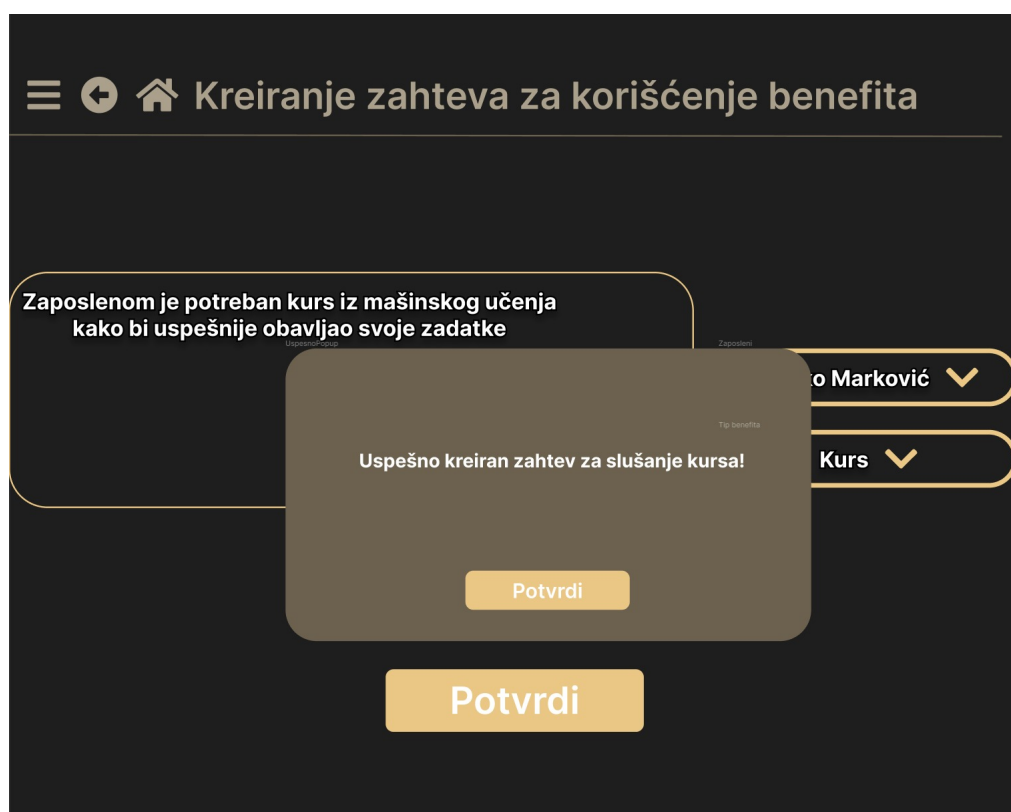 Kreiranje zahteva za korišćenje benefita
Zaposlenom je potreban kurs iz mašinskog učenja
kako bi uspešnije obavljao svoje zadatke
UspesnoPopup
Zaposleni
Marković
Tip benefita
Uspešno kreiran zahtev za slušanje kursa!
Kurs
Potvrdi
Potvrdi